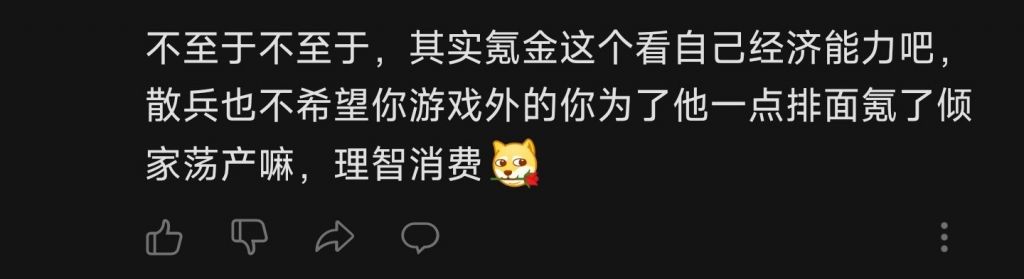 不至于不至于，其实氪金这个看自己经济能力吧，
散兵也不希望你游戏外的你为了他一点排面氪了倾
家荡产嘛，理智消费